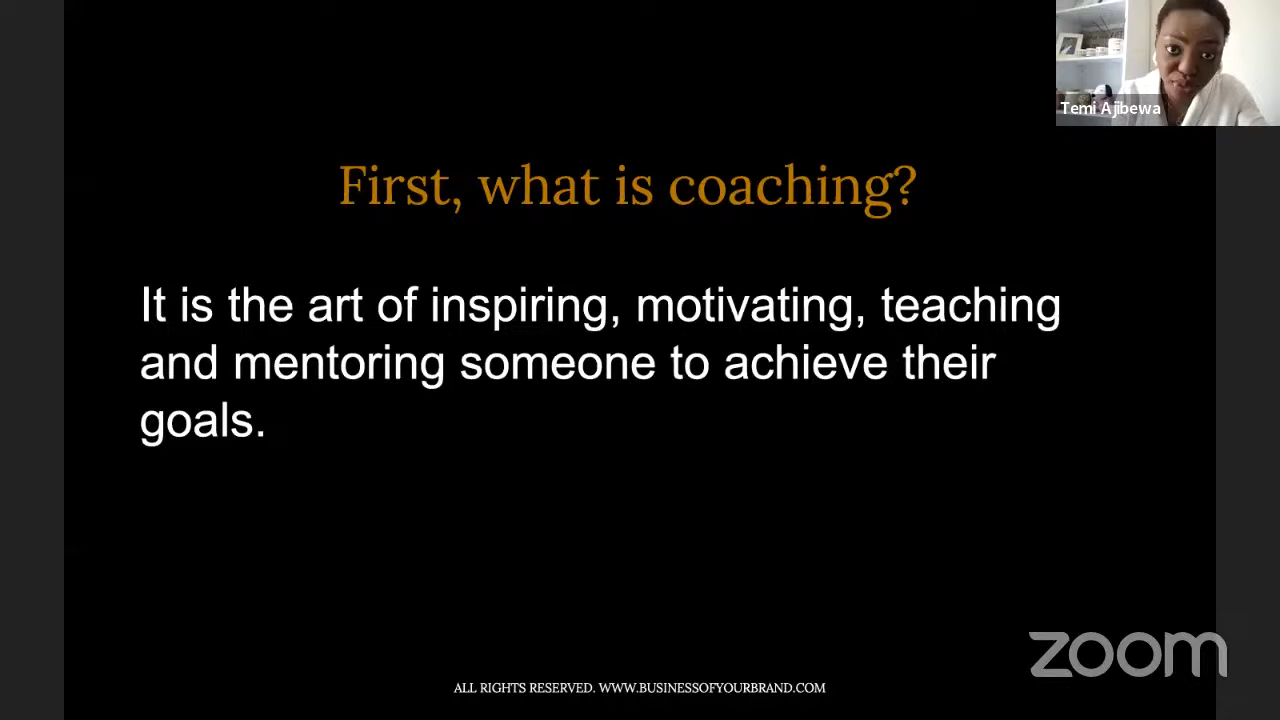 Temi Ajibewa
First, what is coaching?
It is the art of inspiring, motivating, teaching
and mentoring someone to achieve their
goals.
zoom
ALL RIGHTS RESERVED. WWW.BUSINESSOFYOURBRAND.COM